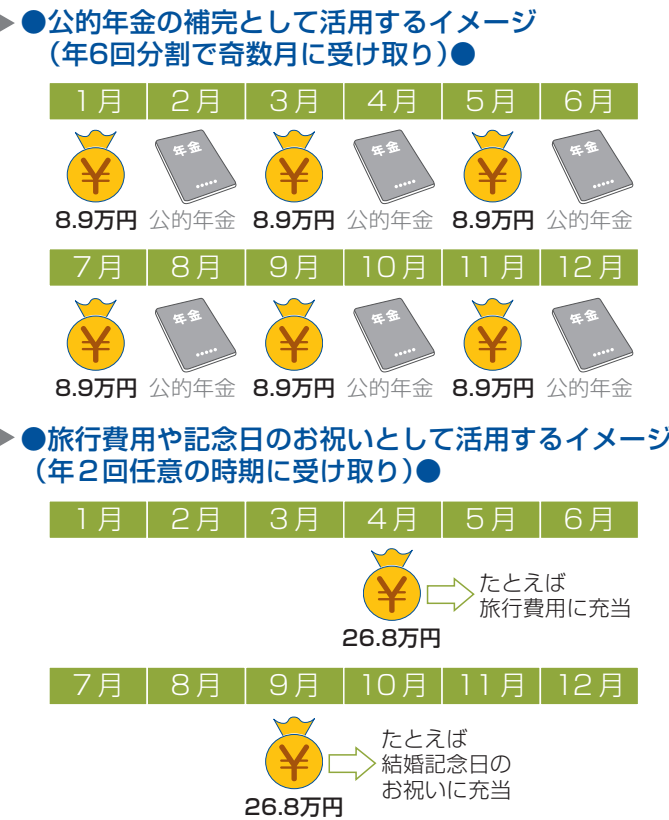 ●公的年金の補完として活用するイメージ
（年6回分割で奇数月に受け取り）●
1月 2月 3月 4月 5月 6月
年金 年金 年金
8.9万円 公的年金 8.9万円 公的年金 8.9万円 公的年金
7月 8月 9月 10月 11月 12月
年金 年金 年金
8.9万円 公的年金 8.9万円 公的年金 8.9万円 公的年金
●旅行費用や記念日のお祝いとして活用するイメージ
（年２回任意の時期に受け取り）●
1月 2月 3月 4月 5月 6月
たとえば
旅行費用に充当
26.8万円
7月 8月 9月 10月 11月 12月
たとえば
結婚記念日の
お祝いに充当
26.8万円